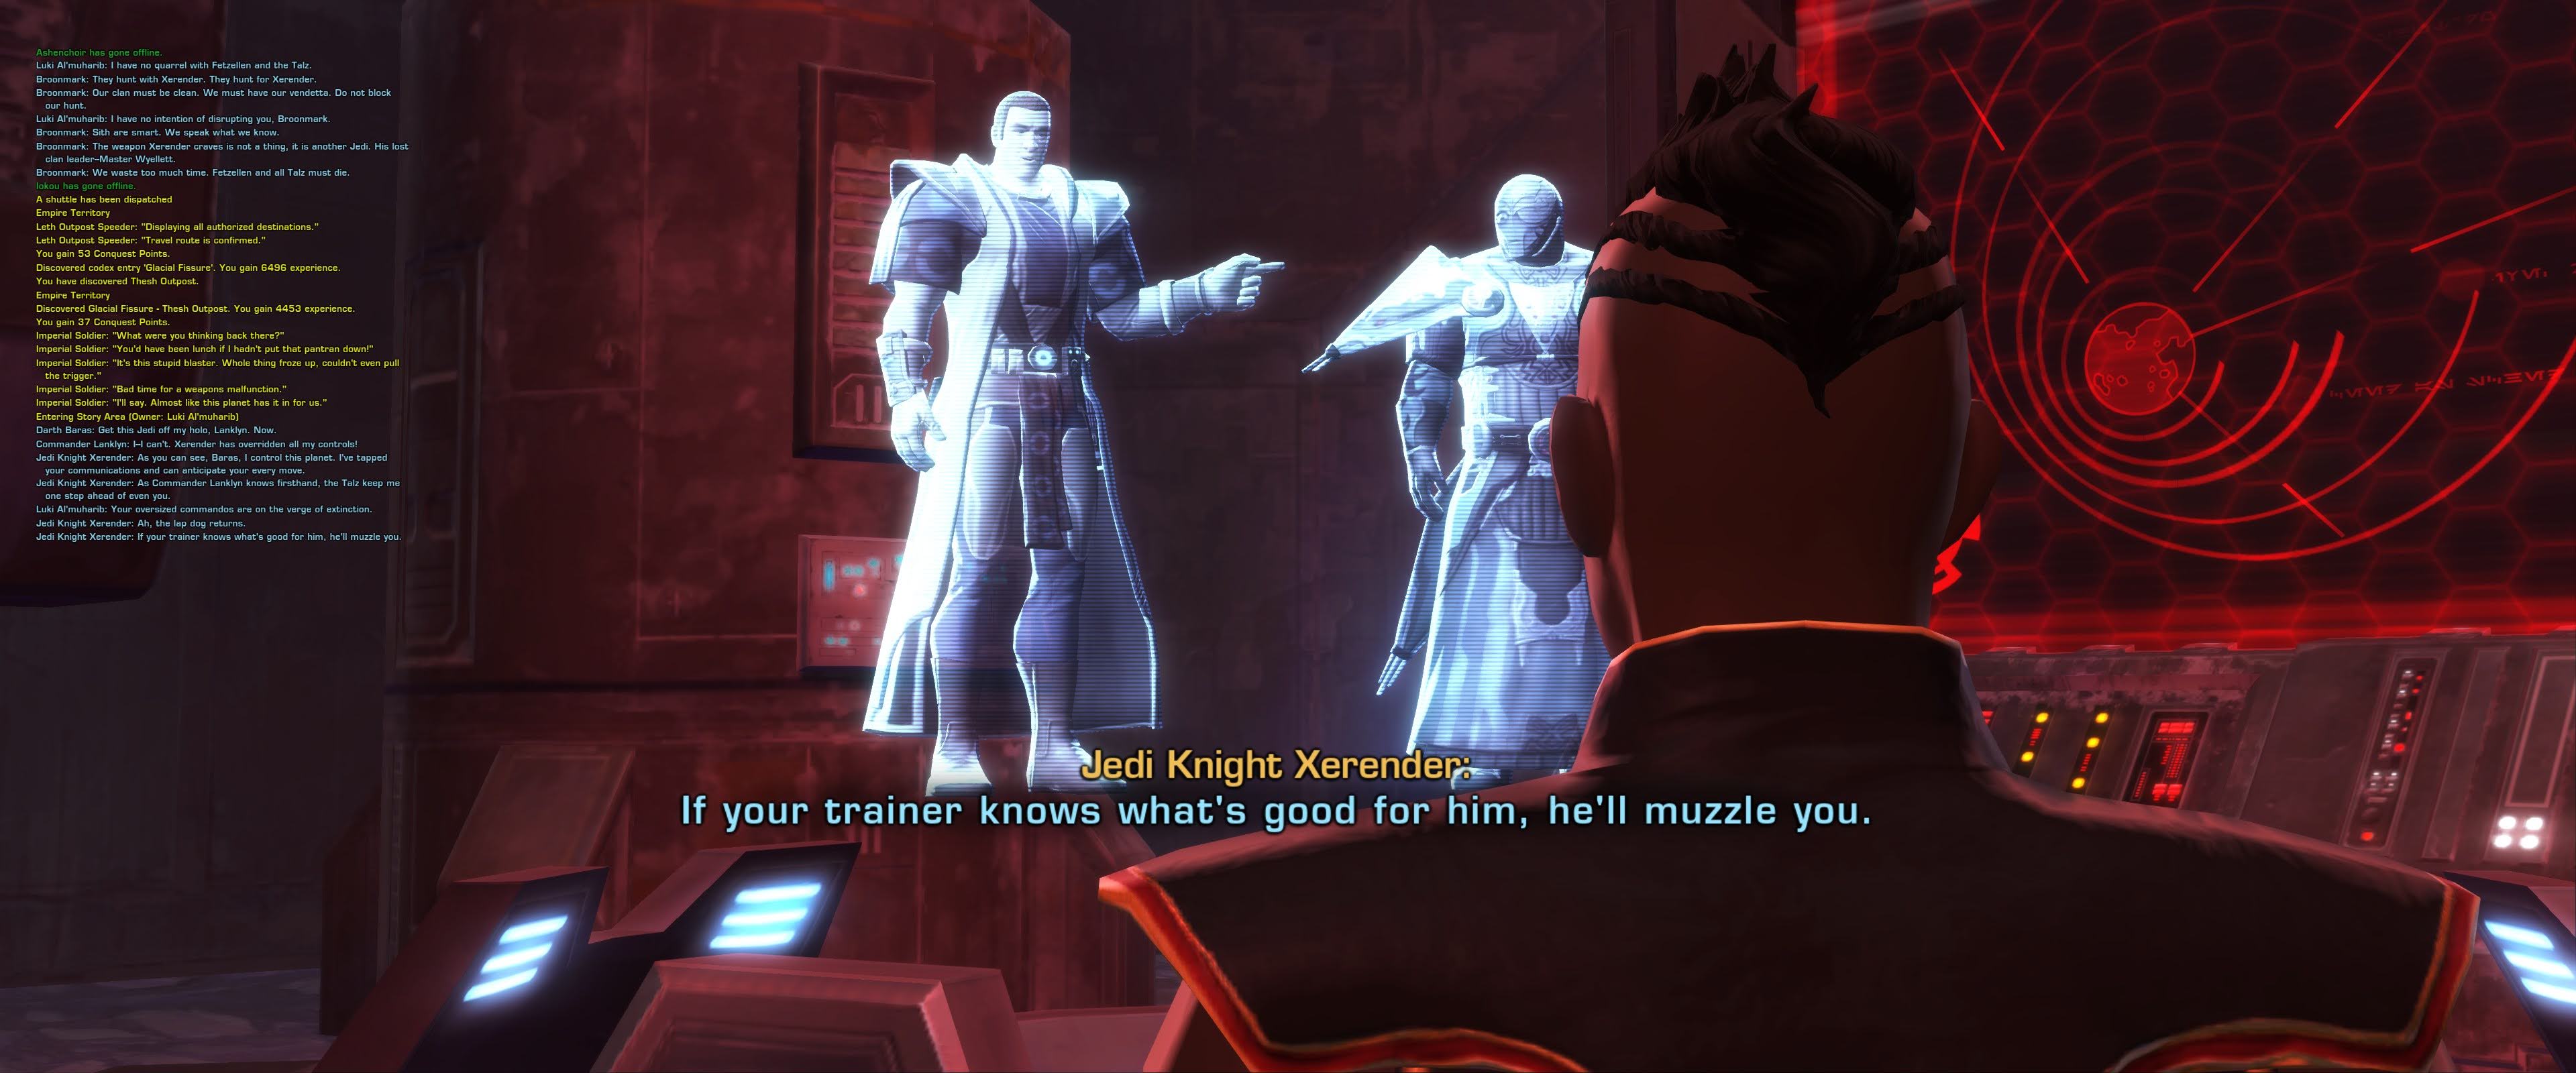 Ashenchoir has gone offline.
Luki Al'muharib: I have no quarrel with Fetzellen and the Talz.
Broonmark: They hunt with Xerender. They hunt for Xerender.
Broonmark: Our clan must be clean. We must have our vendetta. Do not block
our hunt.
Luki Al'muharib: I have no intention of disrupting you, Broonmark.
Broonmark: Sith are smart. We speak what we know.
Broonmark: The weapon Xerender craves is not a thing, it is another Jedi. His lost
clan leader—Master Wyellett.
Broonmark: We waste too much time. Fetzellen and all Talz must die.
Iokou has gone offline.
A shuttle has been dispatched
Empire Territory
Leth Outpost Speeder: "Displaying all authorized destinations."
Leth Outpost Speeder: "Travel route is confirmed."
You gain 53 Conquest Points.
Discovered codex entry 'Glacial Fissure'. You gain 6496 experience.
You have discovered Thesh Outpost.
Empire Territory
Discovered Glacial Fissure - Thesh Outpost. You gain 4453 experience.
You gain 37 Conquest Points.
Imperial Soldier: "What were you thinking back there?"
Imperial Soldier: "You'd have been lunch if I hadn't put that pantran down!"
Imperial Soldier: "It's this stupid blaster. Whole thing froze up, couldn't even pull
the trigger."
Imperial Soldier: "Bad time for a weapons malfunction."
Imperial Soldier: "I'll say. Almost like this planet has it in for us."
Entering Story Area (Owner: Luki Al'muharib)
Darth Baras: Get this Jedi off my holo, Lanklyn. Now.
Commander Lanklyn: I—I can't. Xerender has overridden all my controls!
Jedi Knight Xerender: As you can see, Baras, I control this planet. I've tapped
your communications and can anticipate your every move.
Jedi Knight Xerender: As Commander Lanklyn knows firsthand, the Talz keep me
one step ahead of even you.
Luki Al'muharib: Your oversized commandos are on the verge of extinction.
Jedi Knight Xerender: Ah, the lap dog returns.
Jedi Knight Xerender: If your trainer knows what's good for him, he'll muzzle you.
Jedi Knight Xerender:
If your trainer knows what's good for him, he'll muzzle you.